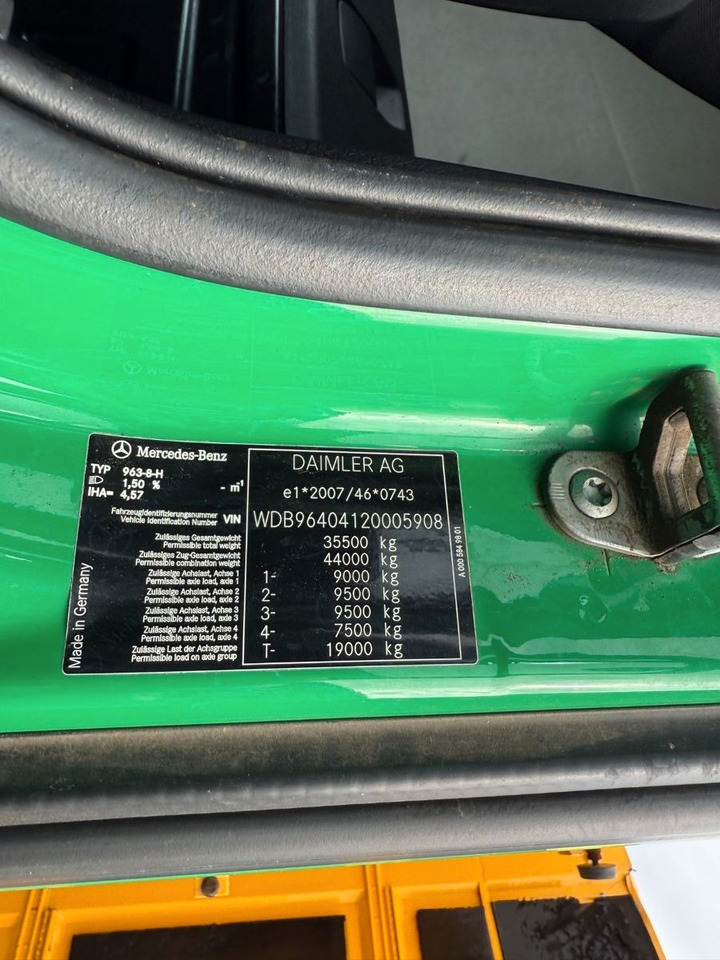 Mercedes-Benz
TYP 963-8-H
1,50 % - m⁻¹
IHA= 4,57
DAIMLER AG
e1*2007/46*0743
Fahrzeugidentifizierungsnummer
Vehicle Identification Number VIN WDB96404120005908
Zulässiges Gesamtgewicht
Permissible total weight 35500 kg
Zulässiges Zug-Gesamtgewicht
Permissible combination weight 44000 kg
Zulässige Achslast, Achse 1
Permissible axle load, axle 1 1- 9000 kg
Zulässige Achslast, Achse 2
Permissible axle load, axle 2 2- 9500 kg
Zulässige Achslast, Achse 3
Permissible axle load, axle 3 3- 9500 kg
Zulässige Achslast, Achse 4
Permissible axle load, axle 4 4- 7500 kg
Zulässige Last der Achsgruppe
Permissible load on axle group T- 19000 kg
Made in Germany
A 000 584 98 01